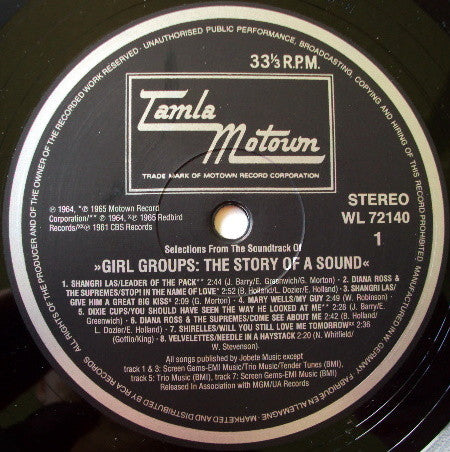 ALL RIGHTS OF THE PRODUCER AND OF THE OWNER OF THE RECORDED WORK RESERVED · UNAUTHORISED PUBLIC PERFORMANCE, BROADCASTING, COPYING AND HIRING OF THIS RECORD PROHIBITED
MADE IN W. GERMANY · FABRIQUE EN ALLEMAGNE · MARKETED AND DISTRIBUTED BY RCA RECORDS
33⅓ R.P.M.
Tamla
Motown
TRADE MARK OF MOTOWN RECORD CORPORATION
℗ 1964, *℗ 1965 Motown Record
Corporation/** ℗ 1964, *℗ 1965 Redbird
Records/°°℗ 1961 CBS Records
STEREO
WL 72140
1
Selections From The Soundtrack Of
»GIRL GROUPS: THE STORY OF A SOUND«
1. SHANGRI LAS/LEADER OF THE PACK** 2:44 (J. Barry/E. Greenwich/G. Morton) · 2. DIANA ROSS &
THE SUPREMES/STOP! IN THE NAME OF LOVE* 2:52 (B. Holland/L. Dozier/E. Holland) · 3. SHANGRI LAS/
GIVE HIM A GREAT BIG KISS* 2:09 (G. Morton) · 4. MARY WELLS/MY GUY 2:49 (W. Robinson) ·
5. DIXIE CUPS/YOU SHOULD HAVE SEEN THE WAY HE LOOKED AT ME** 2:28 (J. Barry/E.
Greenwich) · 6. DIANA ROSS & THE SUPREMES/COME SEE ABOUT ME 2:41 (B. Holland/
L. Dozier/E. Holland) · 7. SHIRELLES/WILL YOU STILL LOVE ME TOMORROW°° 2:36
(Goffin/King) · 8. VELVELETTES/NEEDLE IN A HAYSTACK 2:20 (N. Whitfield/
W. Stevenson).
All songs published by Jobete Music except
track 1 & 3: Screen Gems-EMI Music/Trio Music/Tender Tunes (BMI),
track 5: Trio Music (BMI), track 7: Screen Gems-EMI Music (BMI)
Released In Association with MGM/UA Records